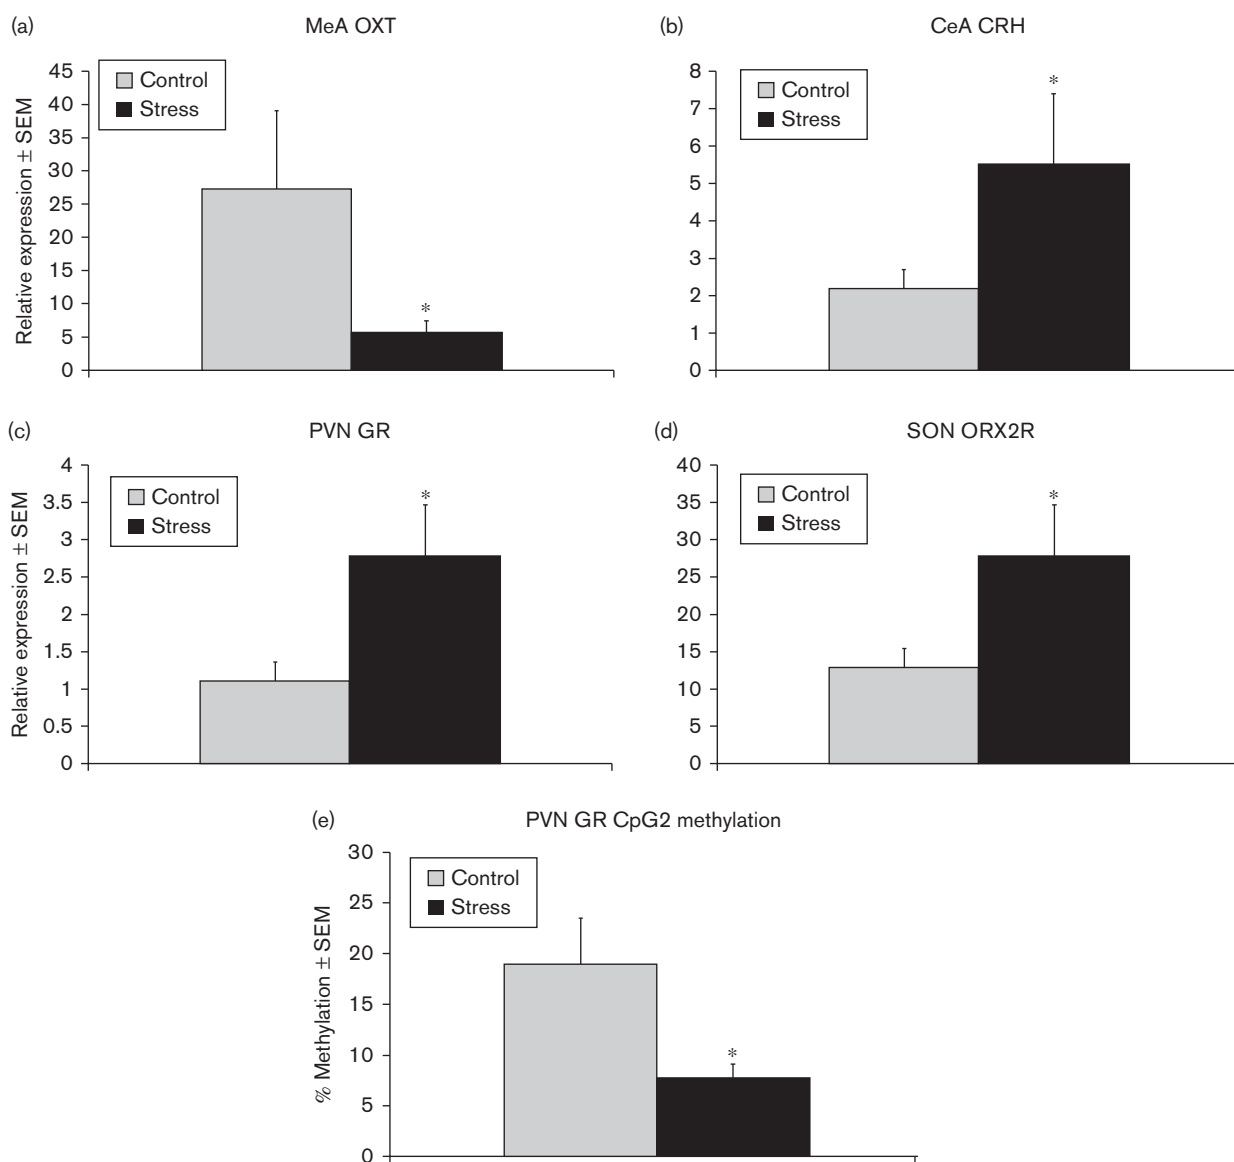 (a)
MeA OXT
Relative expression ± SEM
45
40
35
30
25
20
15
10
5
0
Control
Stress
*
(b)
CeA CRH
8
7
6
5
4
3
2
1
0
Control
Stress
*
(c)
PVN GR
Relative expression ± SEM
4
3.5
3
2.5
2
1.5
1
0.5
0
Control
Stress
*
(d)
SON ORX2R
40
35
30
25
20
15
10
5
0
Control
Stress
*
(e)
PVN GR CpG2 methylation
% Methylation ± SEM
30
25
20
15
10
5
0
Control
Stress
*